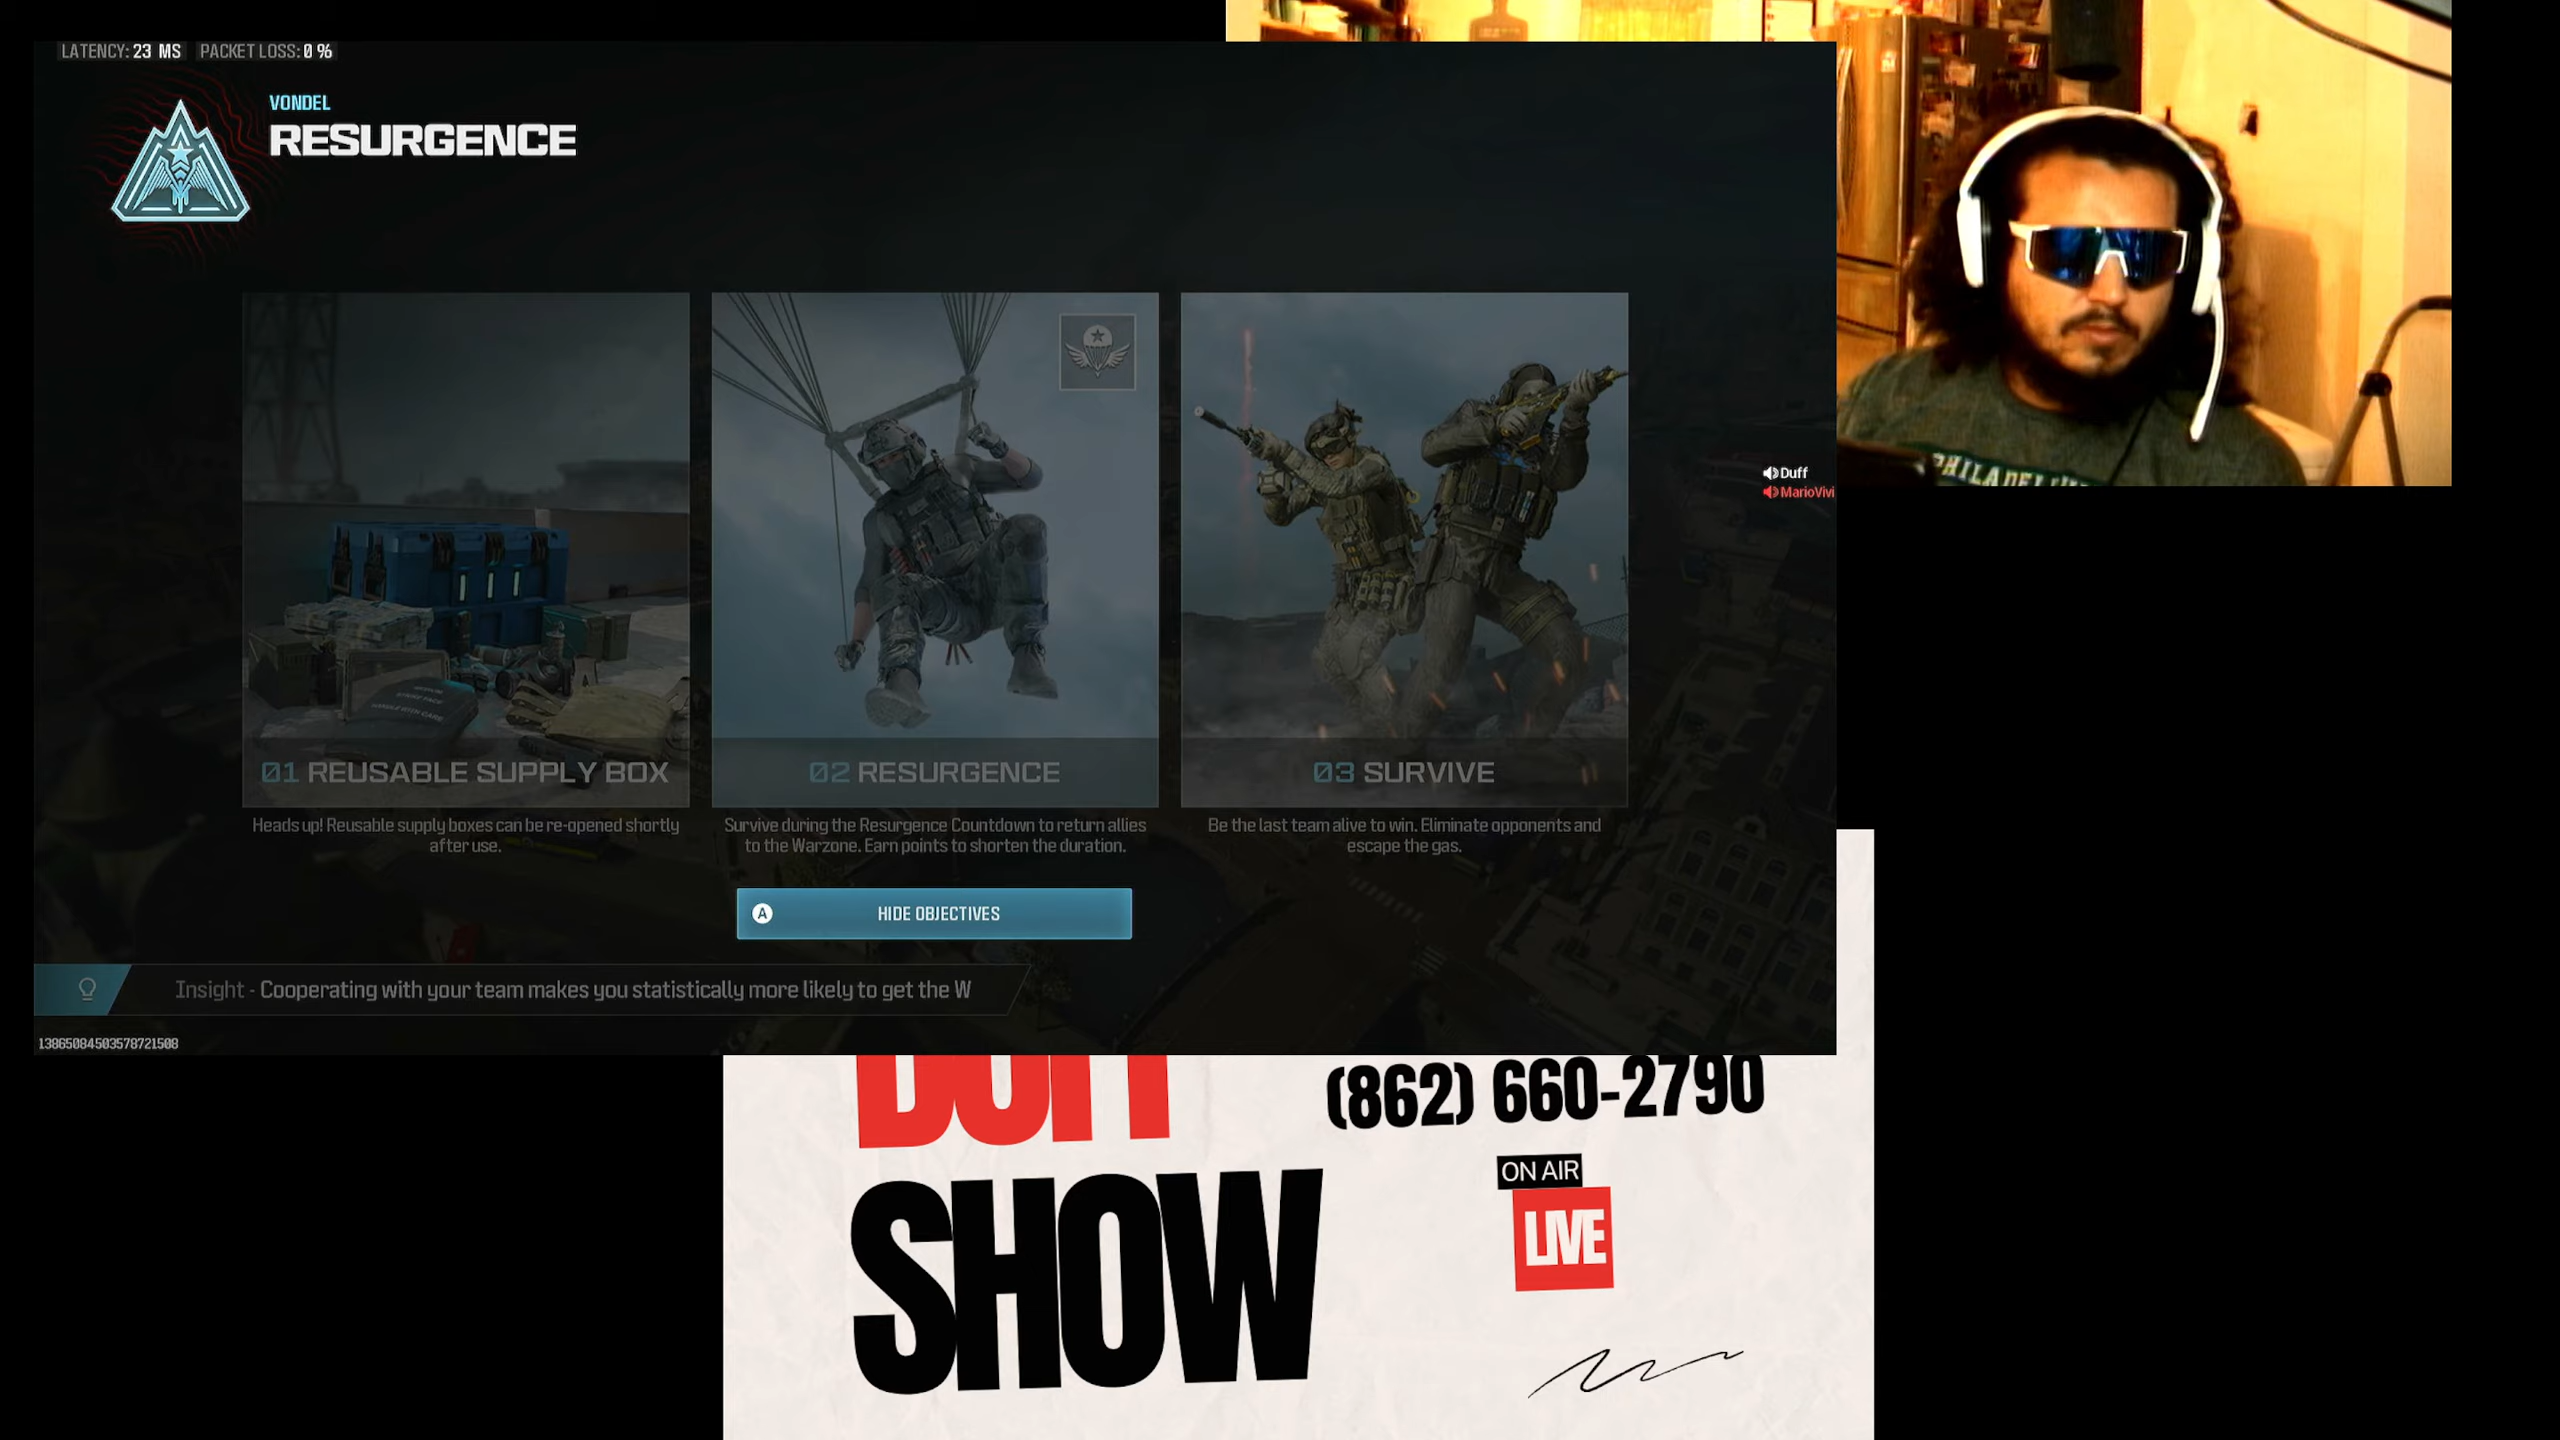 LATENCY: 23 MS PACKET LOSS: 0 %
VONDEL
RESURGENCE
Duff
MarioVivi
01 REUSABLE SUPPLY BOX
Heads up! Reusable supply boxes can be re-opened shortly
after use.
02 RESURGENCE
Survive during the Resurgence Countdown to return allies
to the Warzone. Earn points to shorten the duration.
03 SURVIVE
Be the last team alive to win. Eliminate opponents and
escape the gas.
A HIDE OBJECTIVES
Insight - Cooperating with your team makes you statistically more likely to get the W
13865084503578721508
DUFF
SHOW
(862) 660-2790
ON AIR
LIVE